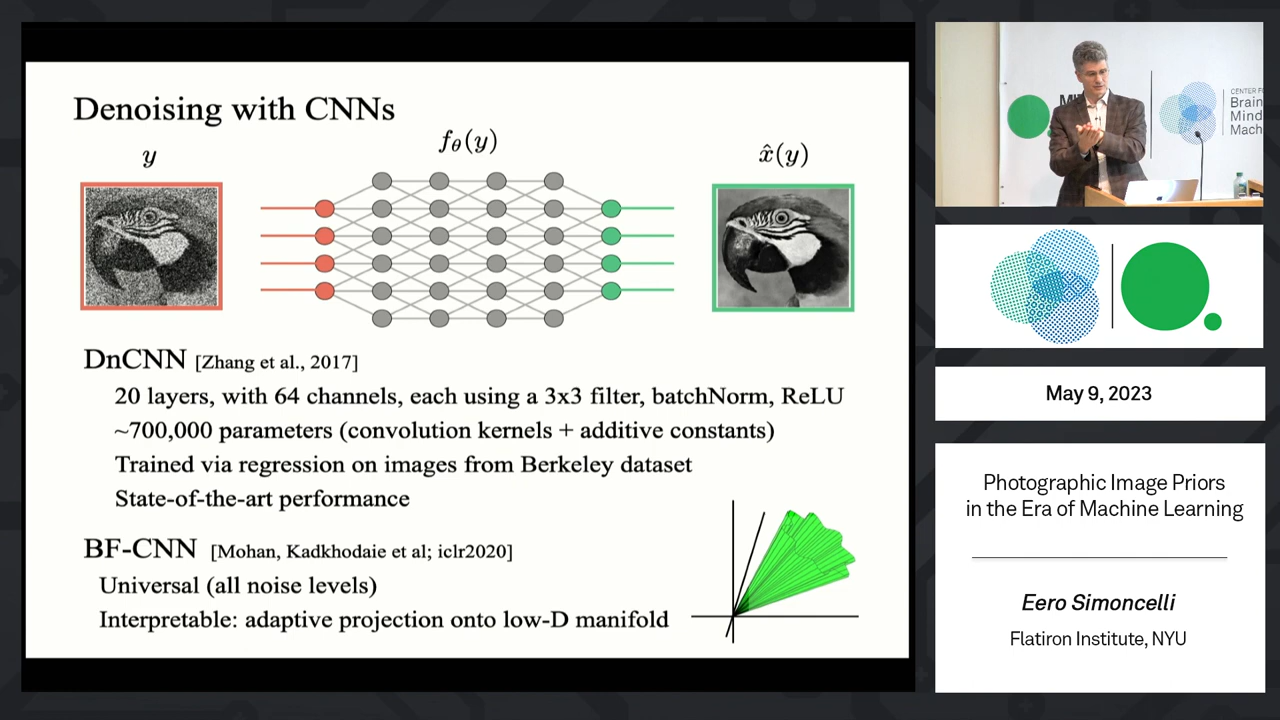 Denoising with CNNs
y
fθ(y)
x̂(y)
DnCNN [Zhang et al., 2017]
20 layers, with 64 channels, each using a 3x3 filter, batchNorm, ReLU
~700,000 parameters (convolution kernels + additive constants)
Trained via regression on images from Berkeley dataset
State-of-the-art performance
BF-CNN [Mohan, Kadkhodaie et al; iclr2020]
Universal (all noise levels)
Interpretable: adaptive projection onto low-D manifold
CENTER
Brain
Mind
Mach
May 9, 2023
Photographic Image Priors
in the Era of Machine Learning
Eero Simoncelli
Flatiron Institute, NYU